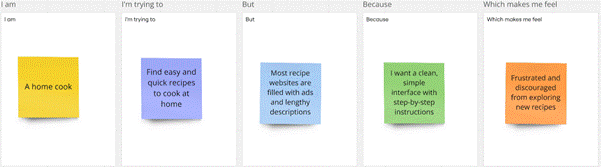 I am
I'm trying to
But
Because
Which makes me feel
I am
I'm trying to
But
Because
Which makes me feel
A home cook
Find easy and
quick recipes
to cook at
home
Most recipe
websites are
filled with ads
and lengthy
descriptions
I want a clean,
simple
interface with
step-by-step
instructions
Frustrated and
discouraged
from exploring
new recipes